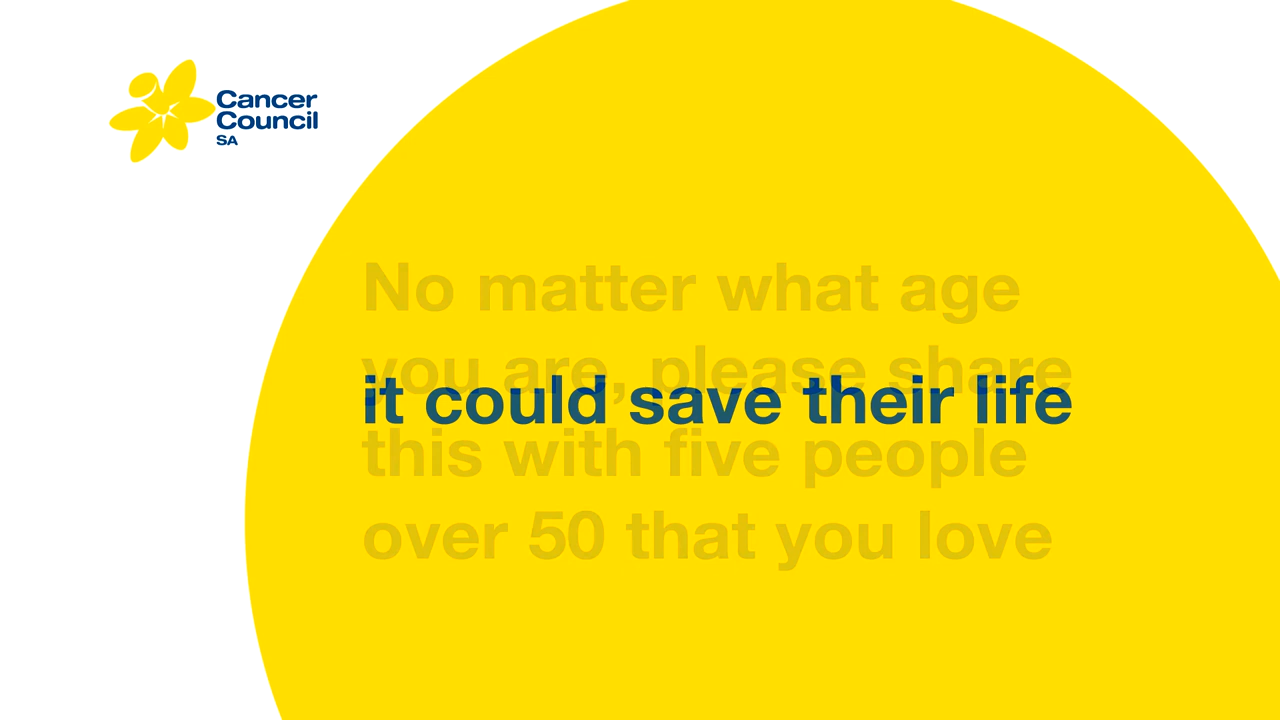 Cancer
Council
SA
No matter what age
you are, please share
it could save their life
this with five people
over 50 that you love